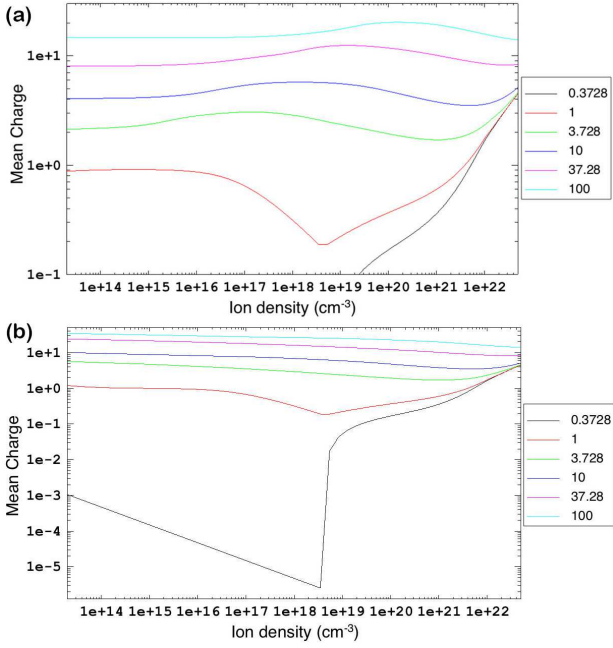 (a)
1e+1
1e+0
1e-1
Mean Charge
1e+14 1e+15 1e+16 1e+17 1e+18 1e+19 1e+20 1e+21 1e+22
Ion density (cm-3)
0.3728
1
3.728
10
37.28
100
(b)
1e+1
1e+0
1e-1
1e-2
1e-3
1e-4
1e-5
Mean Charge
1e+14 1e+15 1e+16 1e+17 1e+18 1e+19 1e+20 1e+21 1e+22
Ion density (cm-3)
0.3728
1
3.728
10
37.28
100